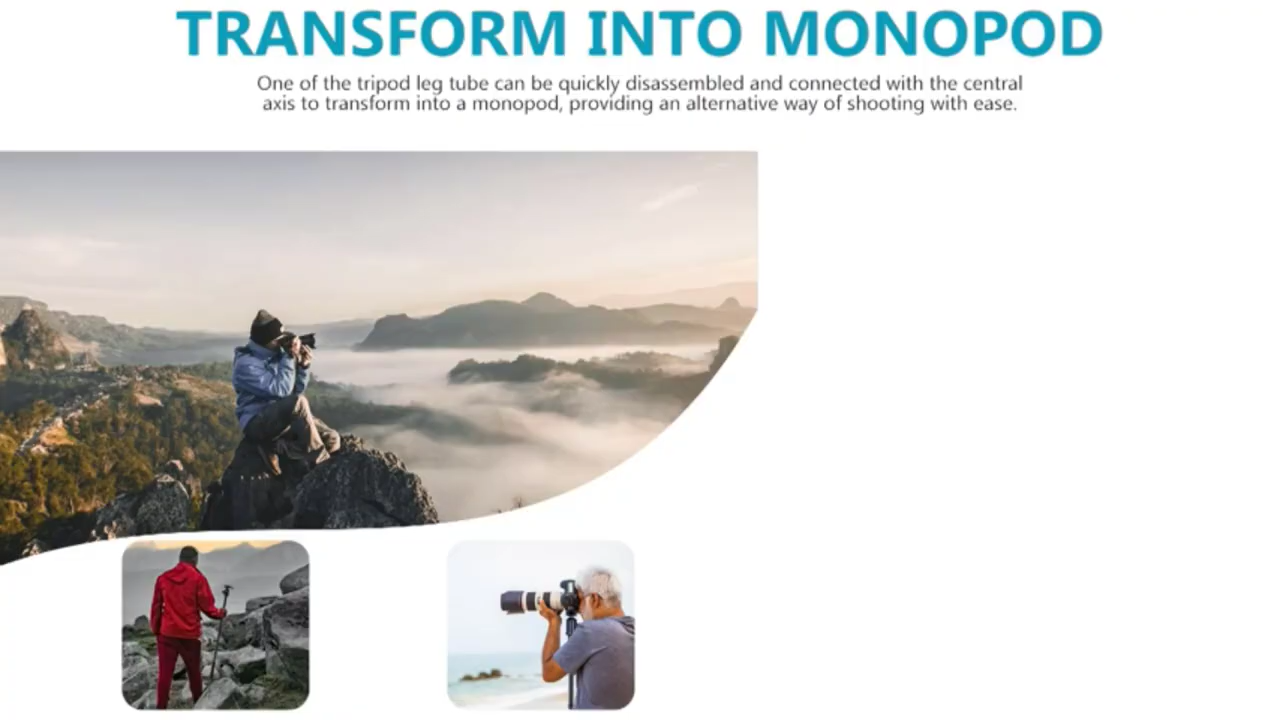 TRANSFORM INTO MONOPOD
One of the tripod leg tube can be quickly disassembled and connected with the central
axis to transform into a monopod, providing an alternative way of shooting with ease.